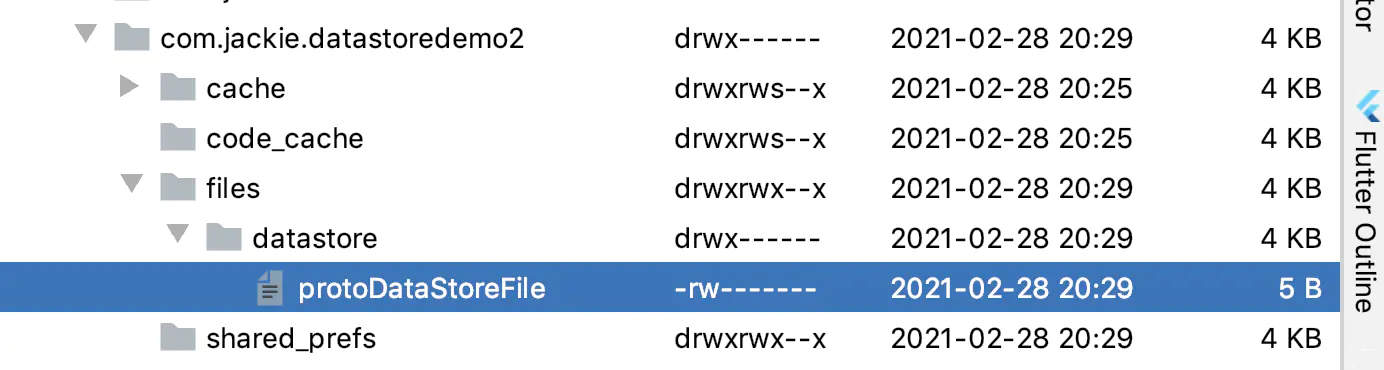 com.jackie.datastoredemo2 drwx------ 2021-02-28 20:29 4 KB
cache drwxrws--x 2021-02-28 20:25 4 KB
code_cache drwxrws--x 2021-02-28 20:25 4 KB
files drwxrwx--x 2021-02-28 20:29 4 KB
datastore drwx------ 2021-02-28 20:29 4 KB
protoDataStoreFile -rw------- 2021-02-28 20:29 5 B
shared_prefs drwxrwx--x 2021-02-28 20:29 4 KB
tor
Flutter Outline